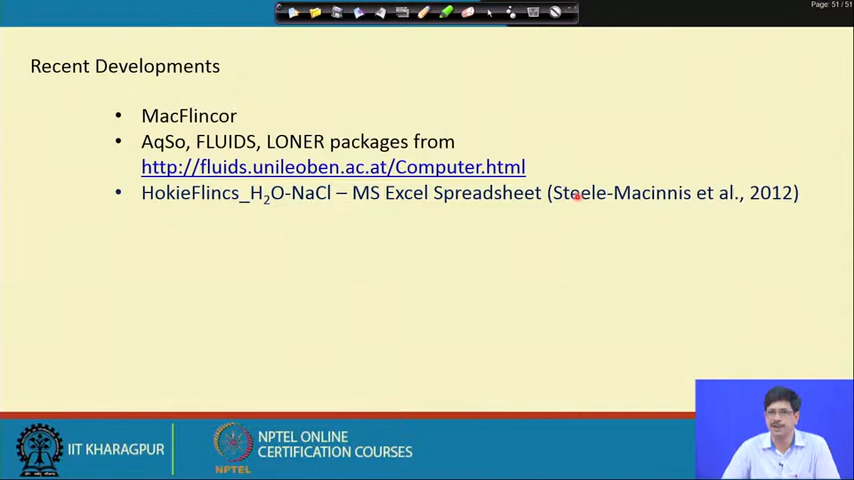 Page: 51 / 51
Recent Developments
• MacFlincor
• AqSo, FLUIDS, LONER packages from
http://fluids.unileoben.ac.at/Computer.html
• HokieFlincs_H₂O-NaCl – MS Excel Spreadsheet (Steele-Macinnis et al., 2012)
IIT KHARAGPUR
NPTEL
NPTEL ONLINE
CERTIFICATION COURSES